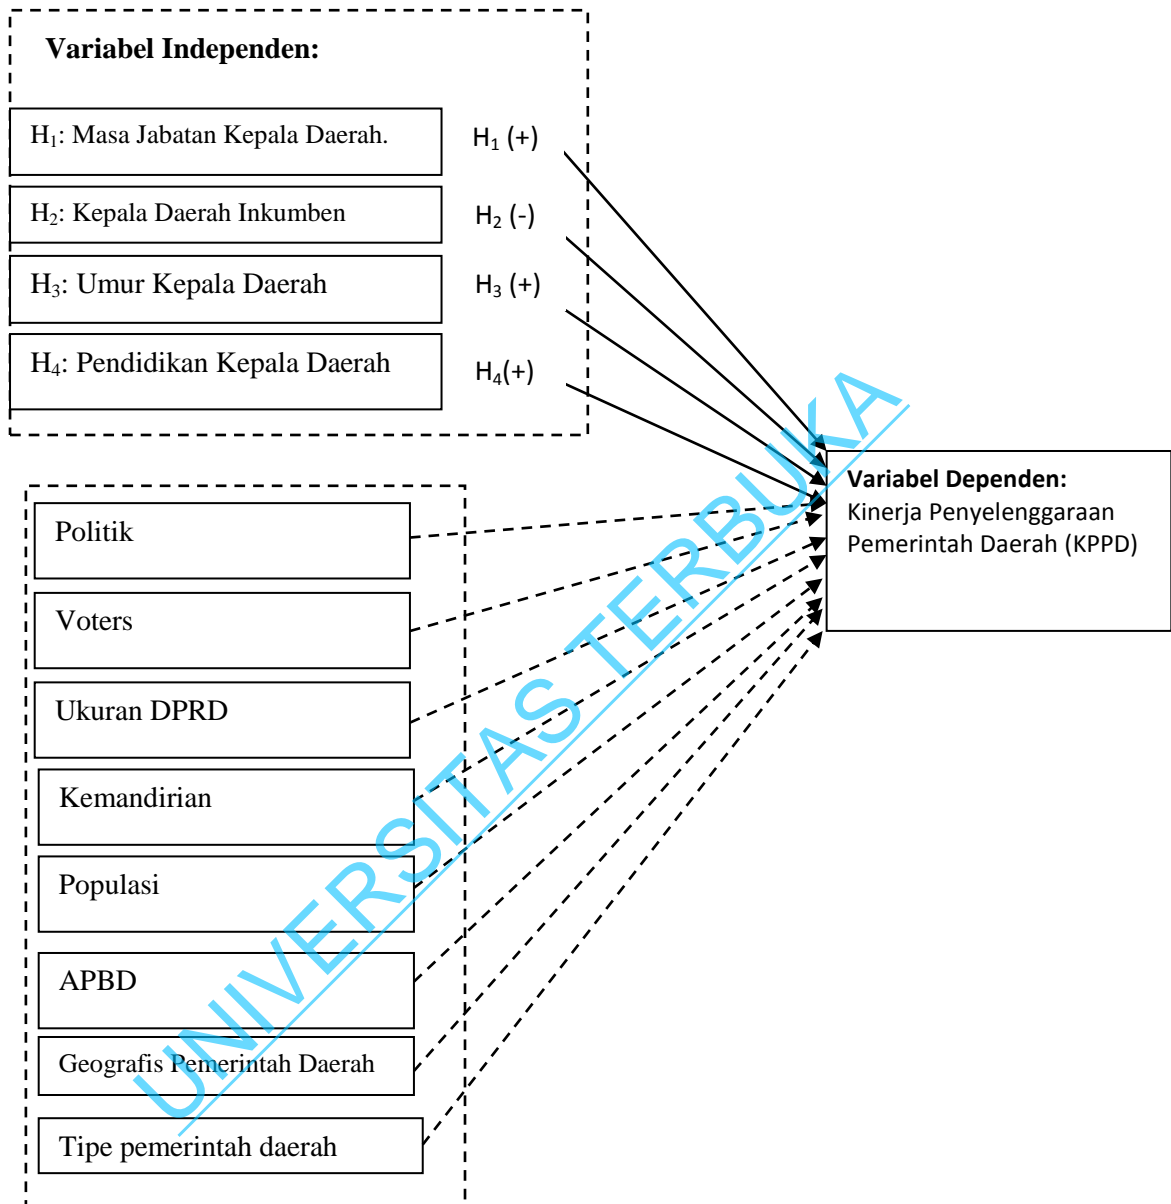 Variabel Independen:
H₁: Masa Jabatan Kepala Daerah.
H₁ (+)
H₂: Kepala Daerah Inkumben
H₂ (-)
H₃: Umur Kepala Daerah
H₃ (+)
H₄: Pendidikan Kepala Daerah
H₄(+)
Variabel Dependen:
Kinerja Penyelenggaraan
Pemerintah Daerah (KPPD)
Politik
Voters
Ukuran DPRD
Kemandirian
Populasi
APBD
Geografis Pemerintah Daerah
Tipe pemerintah daerah
UNIVERSITAS TERBUKA